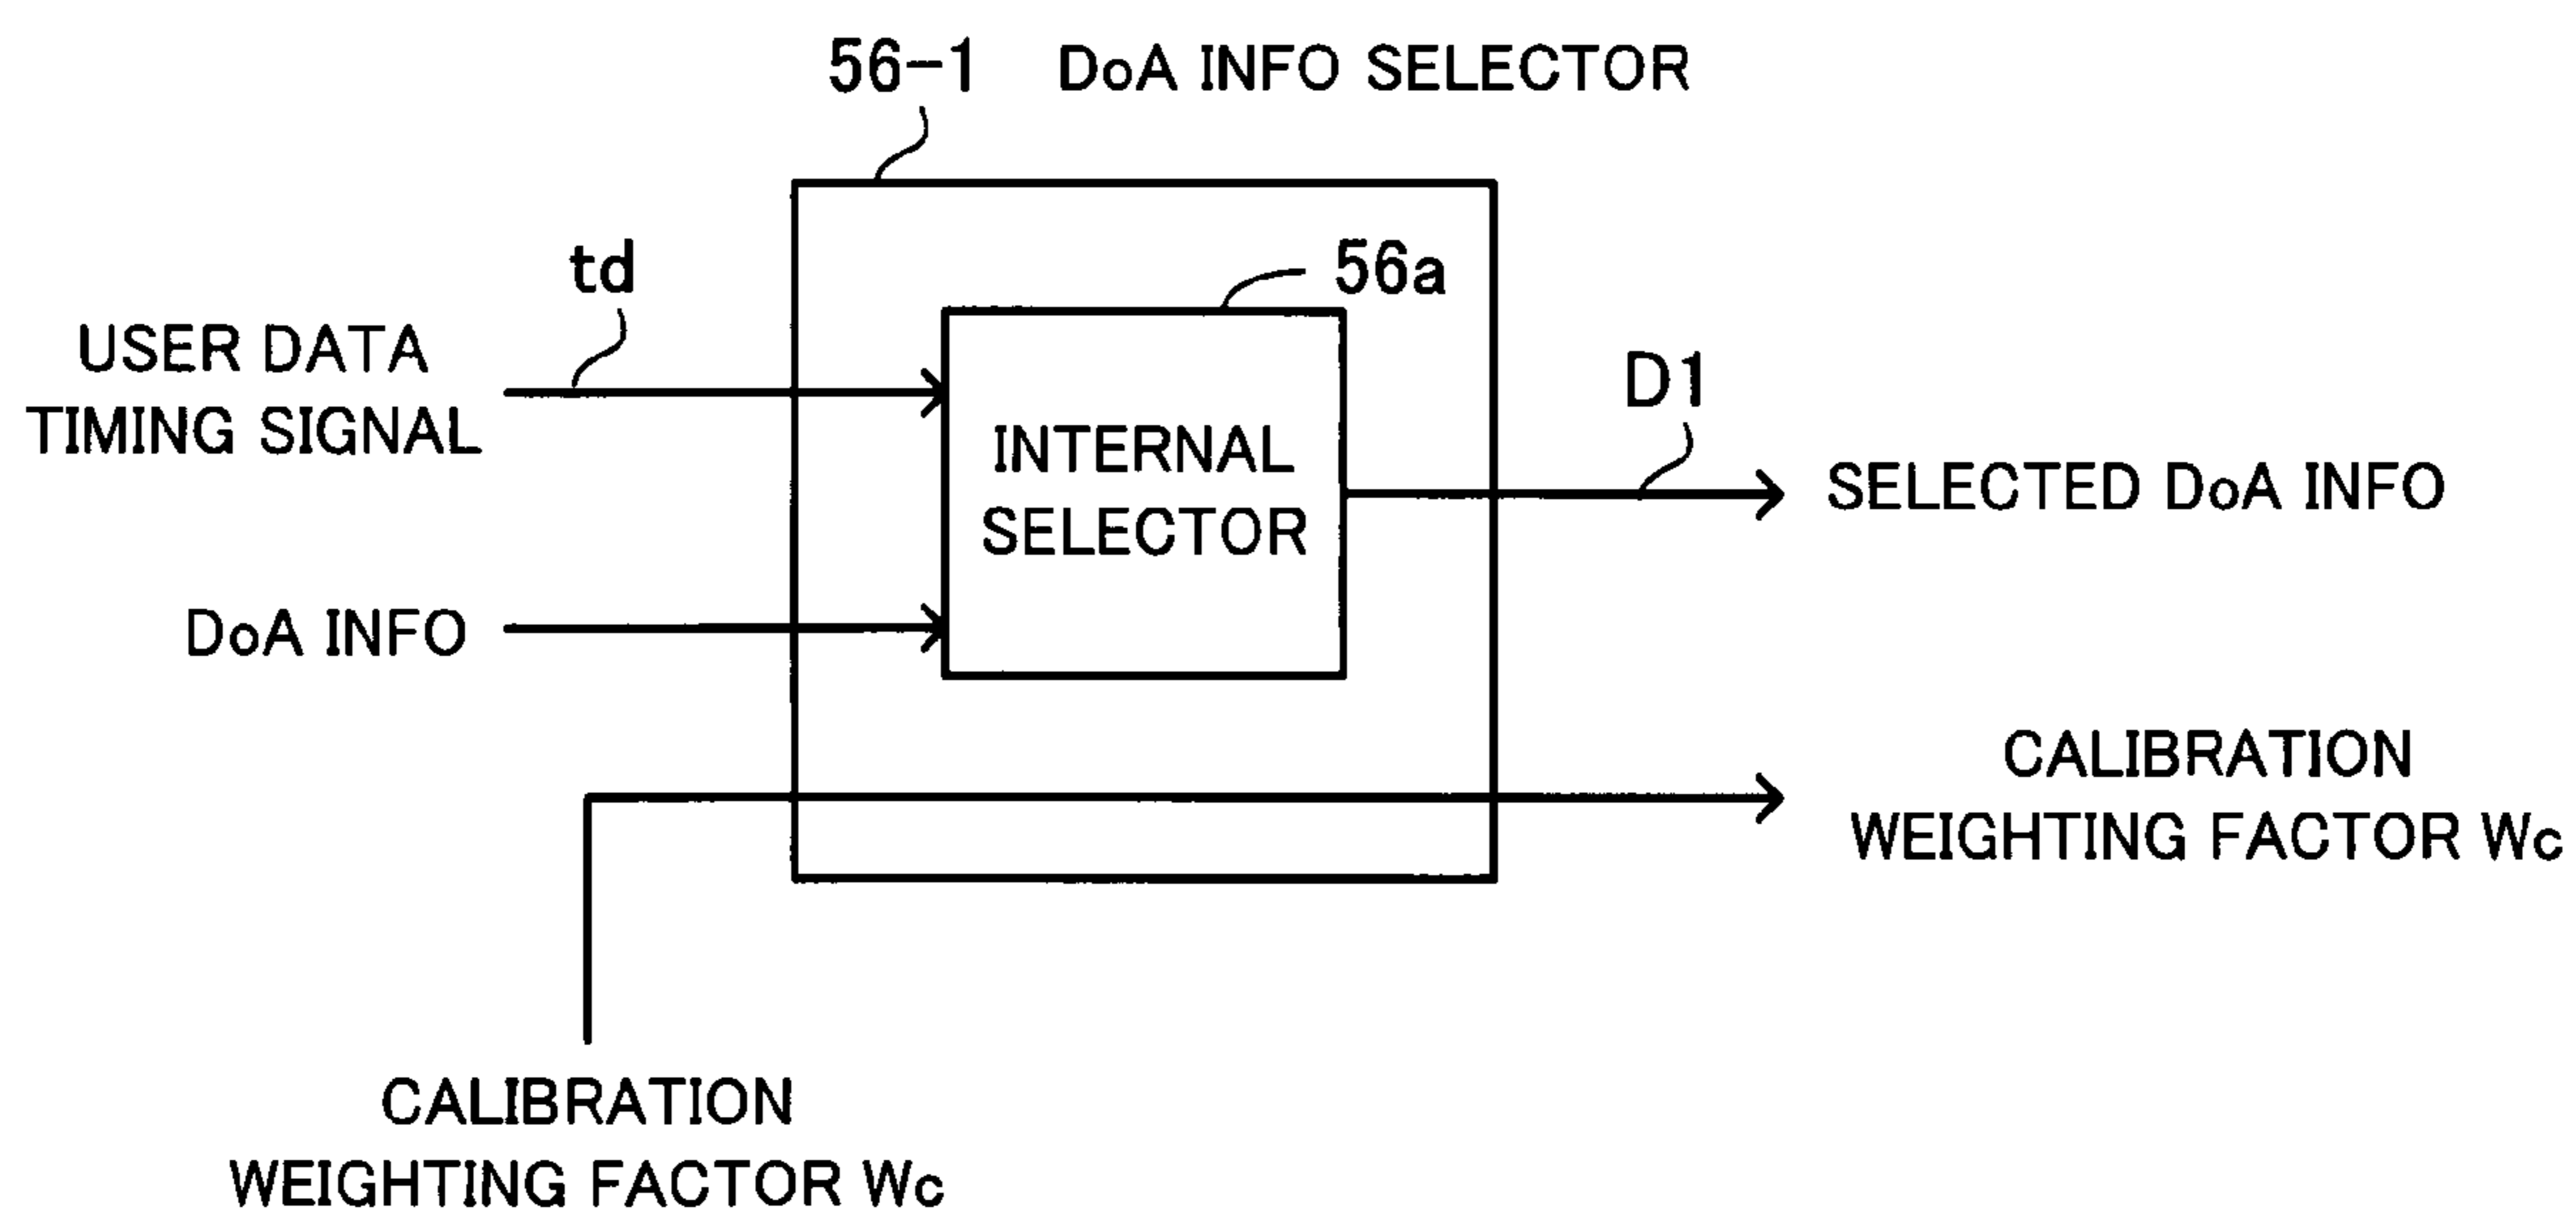 56-1 DoA INFO SELECTOR
td
56a
USER DATA
TIMING SIGNAL
D1
INTERNAL
SELECTOR
SELECTED DoA INFO
DoA INFO
CALIBRATION
WEIGHTING FACTOR Wc
CALIBRATION
WEIGHTING FACTOR Wc